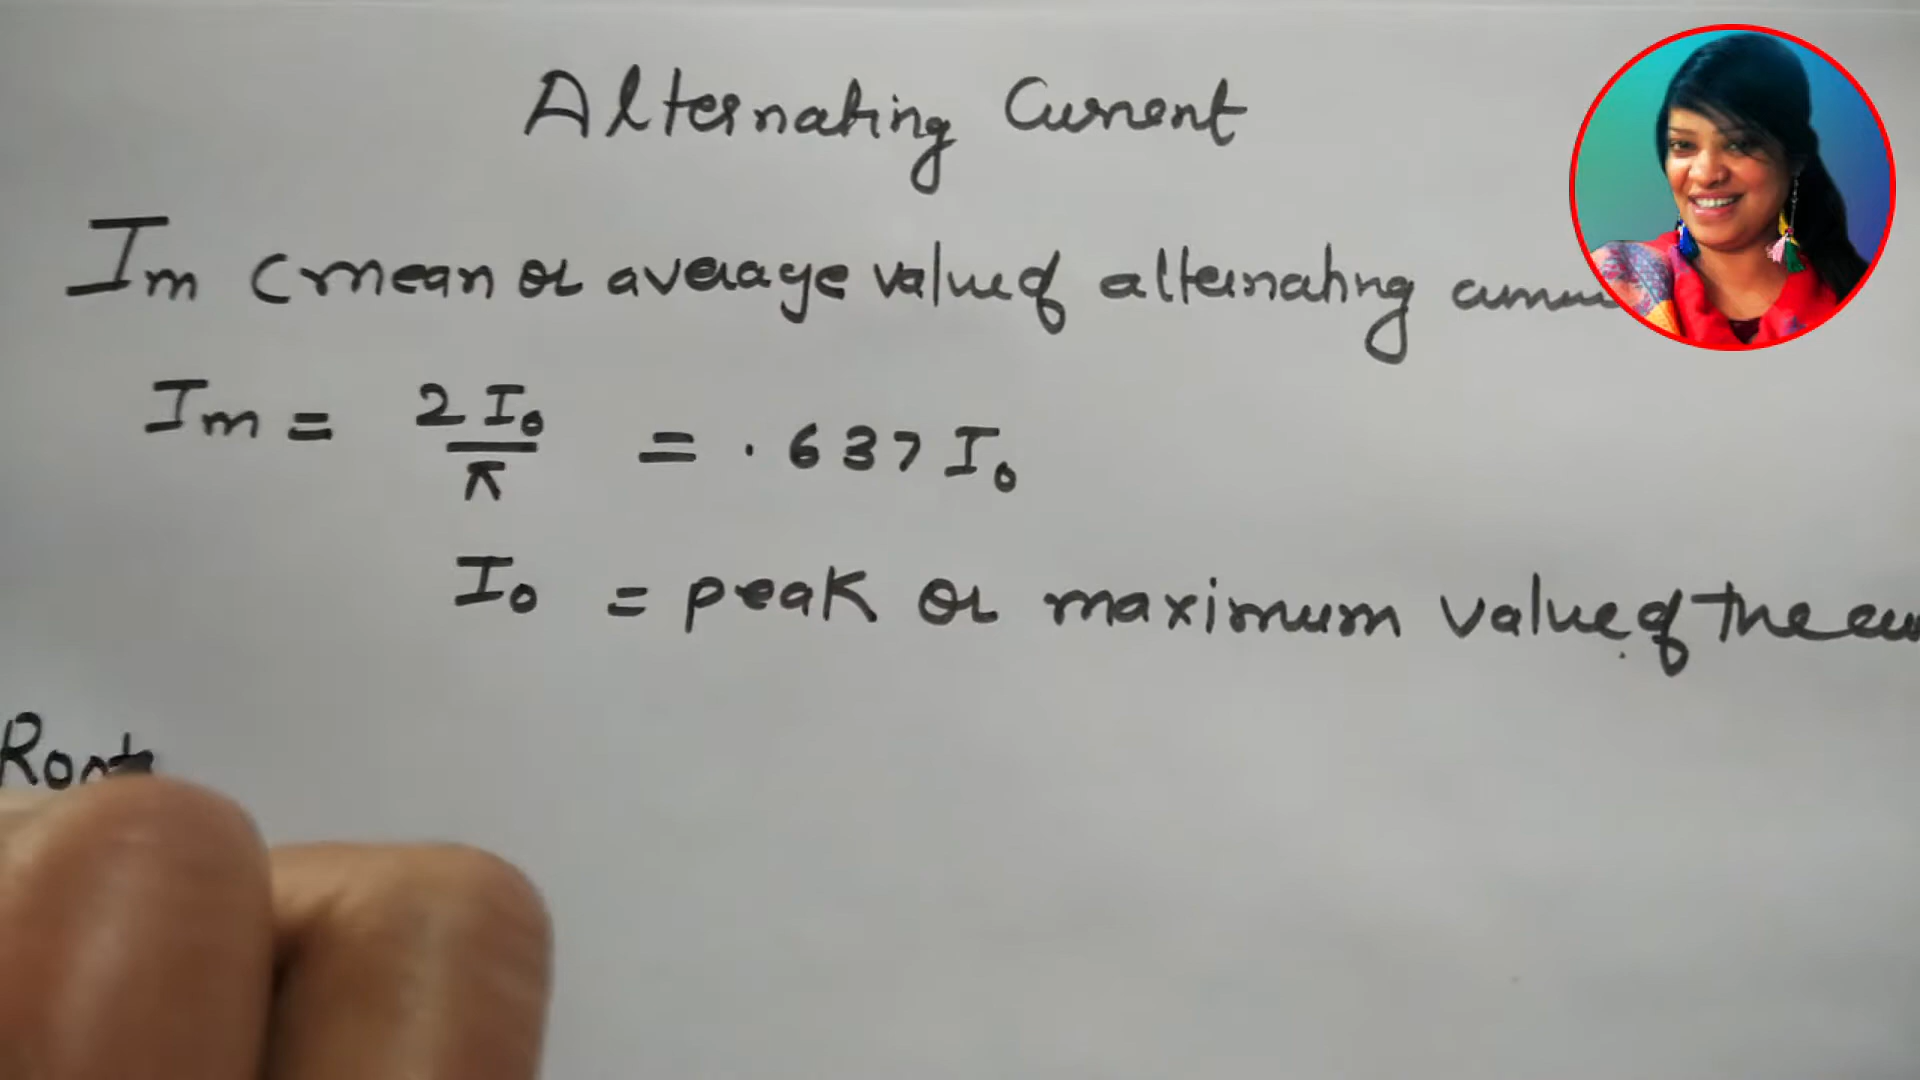 Alternating Current
Im (mean or average value of alternating
Im = 2 I0 / π = .637 I0
I0 = peak or maximum value of the
Root